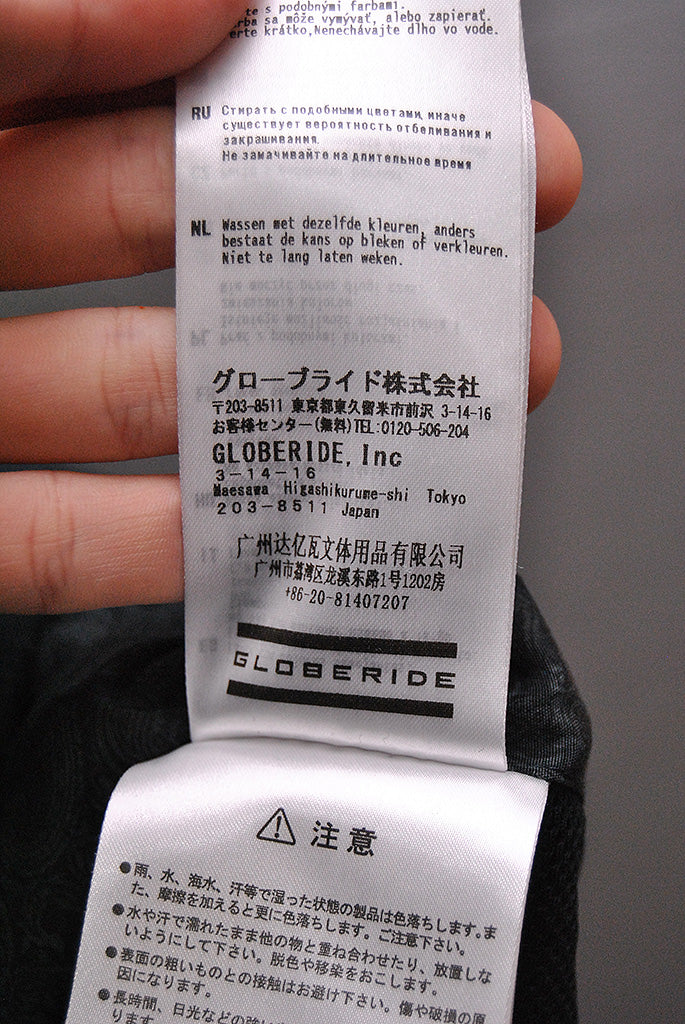 te s podobnými farbami.
rba sa môže vymývať, alebo zapierať.
erte krátko,Nenechávajte dlho vo vode.
RU Стирать с подобными цветами, иначе
существует вероятность отбеливания и
закрашивания.
Не замачивайте на длительное время
NL Wassen met dezelfde kleuren, anders
bestaat de kans op bleken of verkleuren.
Niet te lang laten weken.
グローブライド株式会社
〒203-8511 東京都東久留米市前沢 3-14-16
お客様センター(無料)TEL:0120-506-204
GLOBERIDE, Inc
3-14-16
Maesawa Higashikurume-shi Tokyo
203-8511 Japan
广州达亿瓦文体用品有限公司
广州市荔湾区龙溪东路1号1202房
+86-20-81407207
GLOBERIDE
注意
●雨、水、海水、汗等で湿った状態の製品は色落ちします。ま
た、摩擦を加えると更に色落ちします。ご注意下さい。
●水や汗で濡れたまま他の物と重ね合わせたり、放置しな
いようにして下さい。脱色や移染をおこします。
●表面の粗いものとの接触はお避け下さい。傷や破損の原
因になります。
●長時間、日光などの強い
ります。